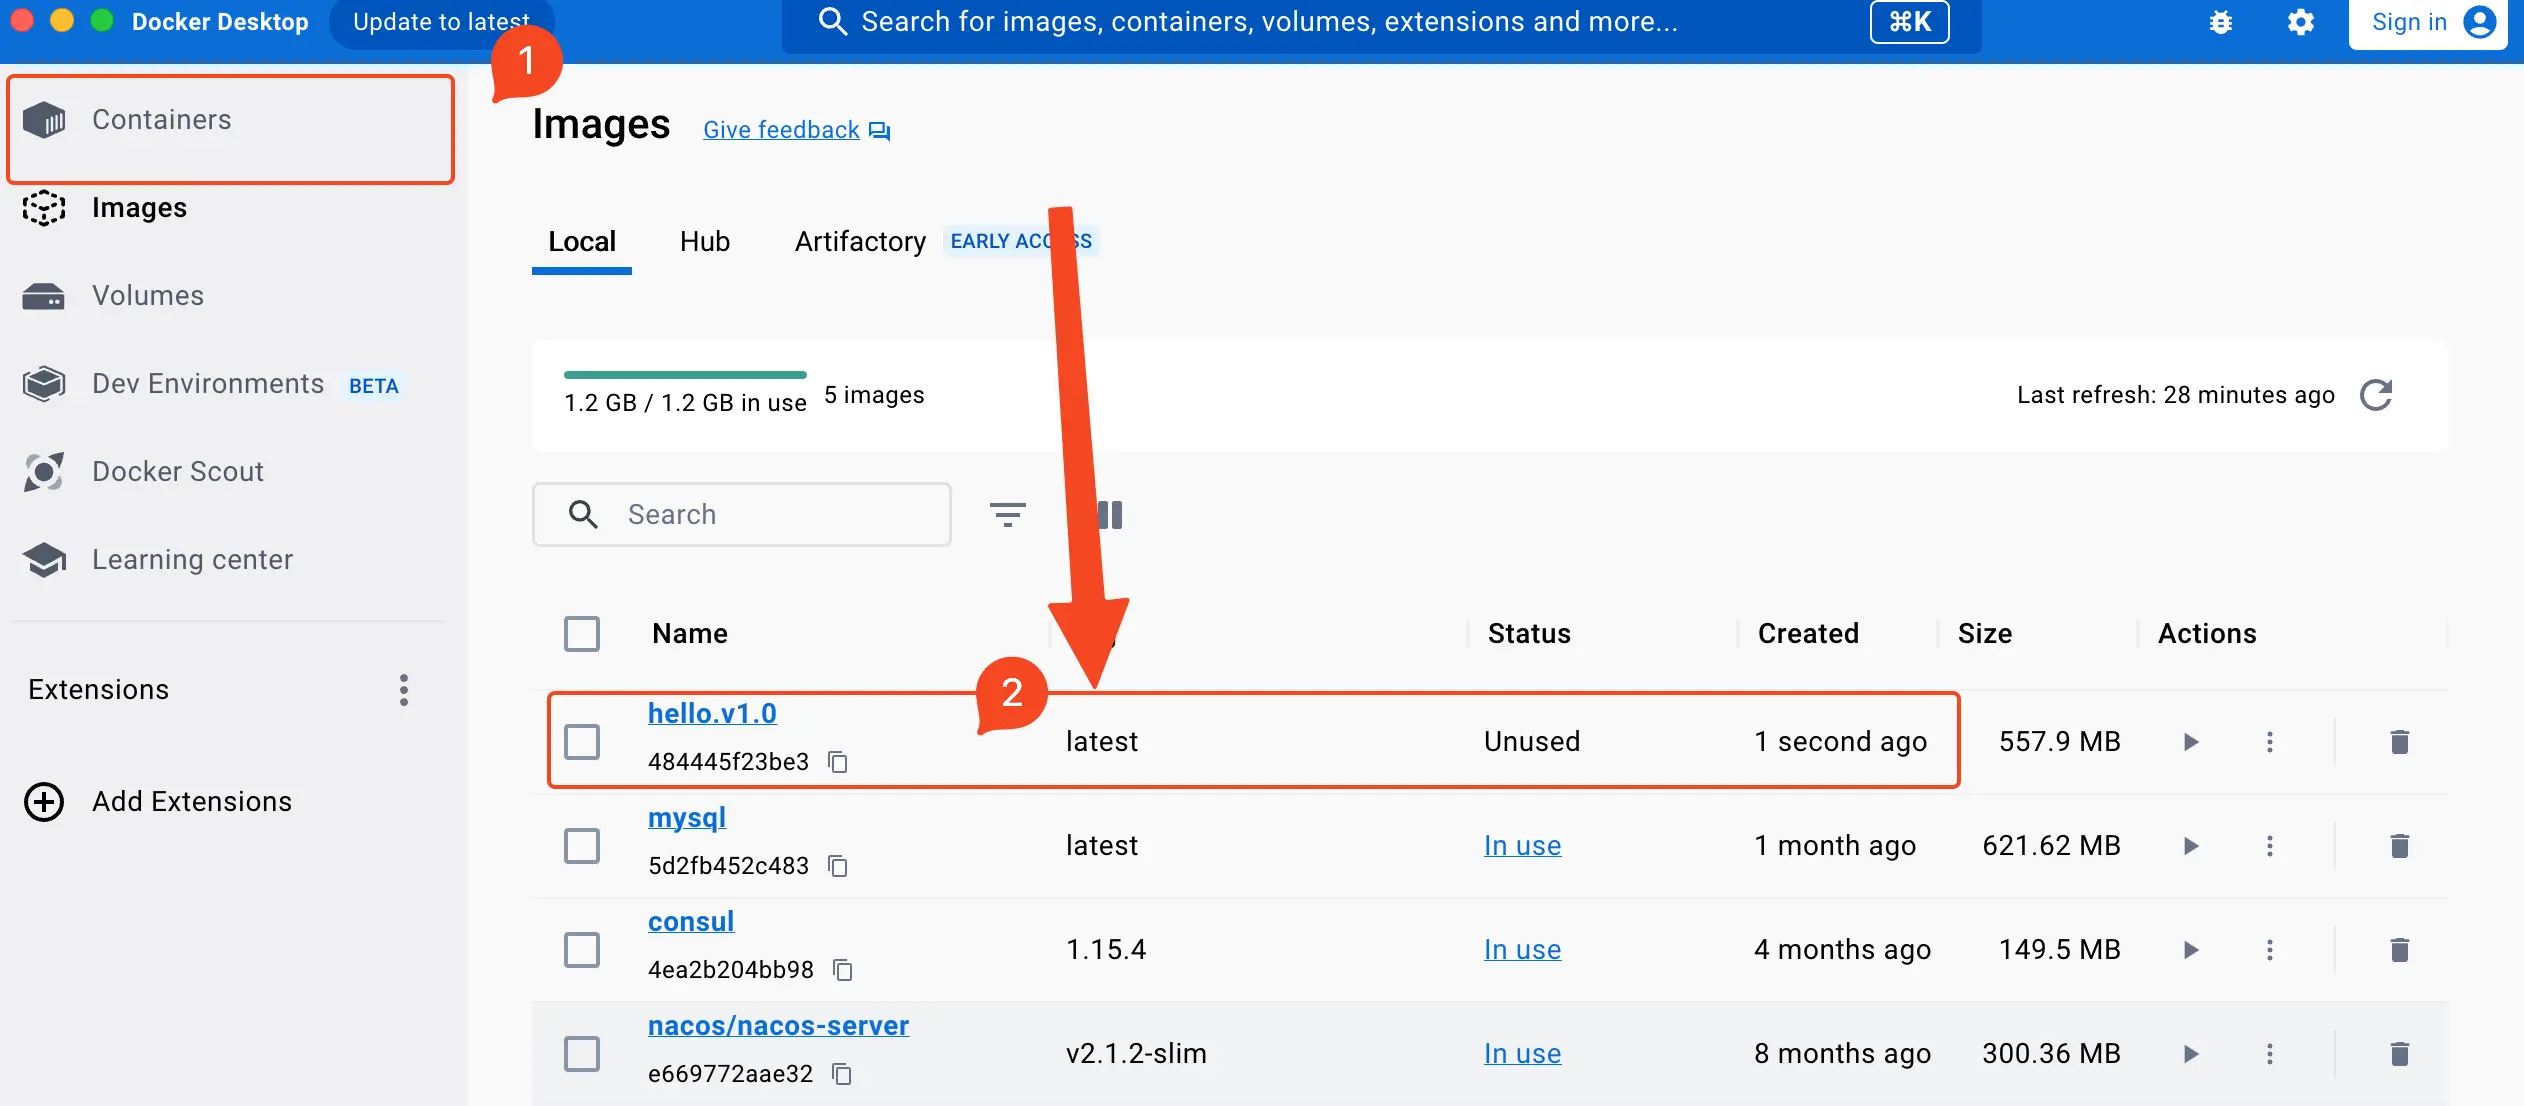 Docker Desktop
Update to latest
Search for images, containers, volumes, extensions and more...
⌘K
Sign in
1
Containers
Images
Volumes
Dev Environments BETA
Docker Scout
Learning center
Extensions
Add Extensions
Images
Give feedback
Local Hub Artifactory EARLY
1.2 GB / 1.2 GB in use
5 images
Last refresh: 28 minutes ago
Search
Name Status Created Size Actions
2
hello.v1.0
484445f23be3
latest Unused 1 second ago 557.9 MB
mysql
5d2fb452c483
latest In use 1 month ago 621.62 MB
consul
4ea2b204bb98
1.15.4 In use 4 months ago 149.5 MB
nacos/nacos-server
e669772aae32
v2.1.2-slim In use 8 months ago 300.36 MB